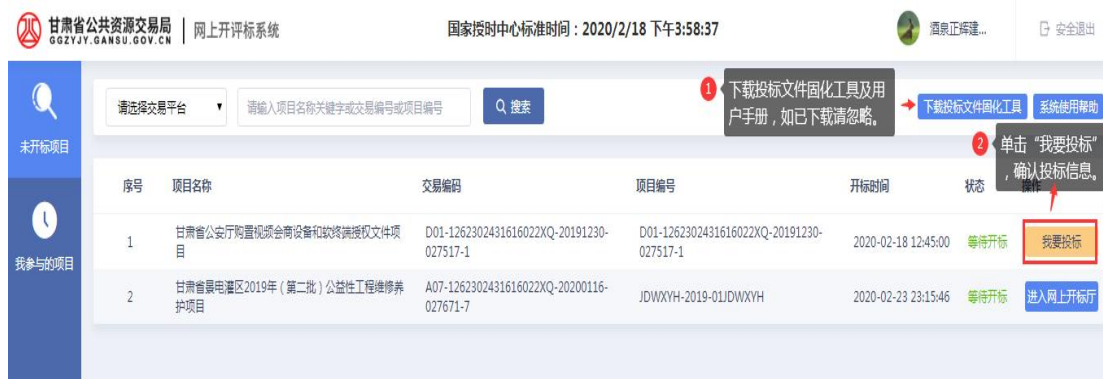 甘肃省公共资源交易局 网上开评标系统 国家授时中心标准时间：2020/2/18 下午3:58:37 酒泉正辉建... 安全退出
GGZYJY.GANSU.GOV.CN
请选择交易平台 请输入项目名称关键字或交易编号或项目编号 搜索
1 下载投标文件固化工具及用
户手册，如已下载请忽略。
下载投标文件固化工具 系统使用帮助
2 单击“我要投标”
，确认投标信息。
未开标项目
我参与的项目
序号 项目名称 交易编码 项目编号 开标时间 状态 操作
1 甘肃省公安厅购置视频会商设备和软终端授权文件项
目
D01-1262302431616022XQ-20191230-
027517-1
D01-1262302431616022XQ-20191230-
027517-1
2020-02-18 12:45:00 等待开标 我要投标
2 甘肃省景电灌区2019年（第二批）公益性工程维修养
护项目
A07-1262302431616022XQ-20200116-
027671-7
JDWXYH-2019-01JDWXYH 2020-02-23 23:15:46 等待开标 进入网上开标厅